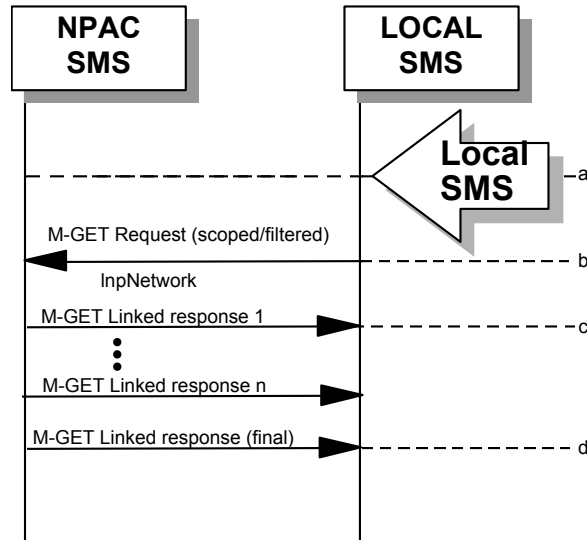 NPAC
SMS
LOCAL
SMS
Local
SMS
a
M-GET Request (scoped/filtered)
b
lnpNetwork
M-GET Linked response 1
c
M-GET Linked response n
M-GET Linked response (final)
d